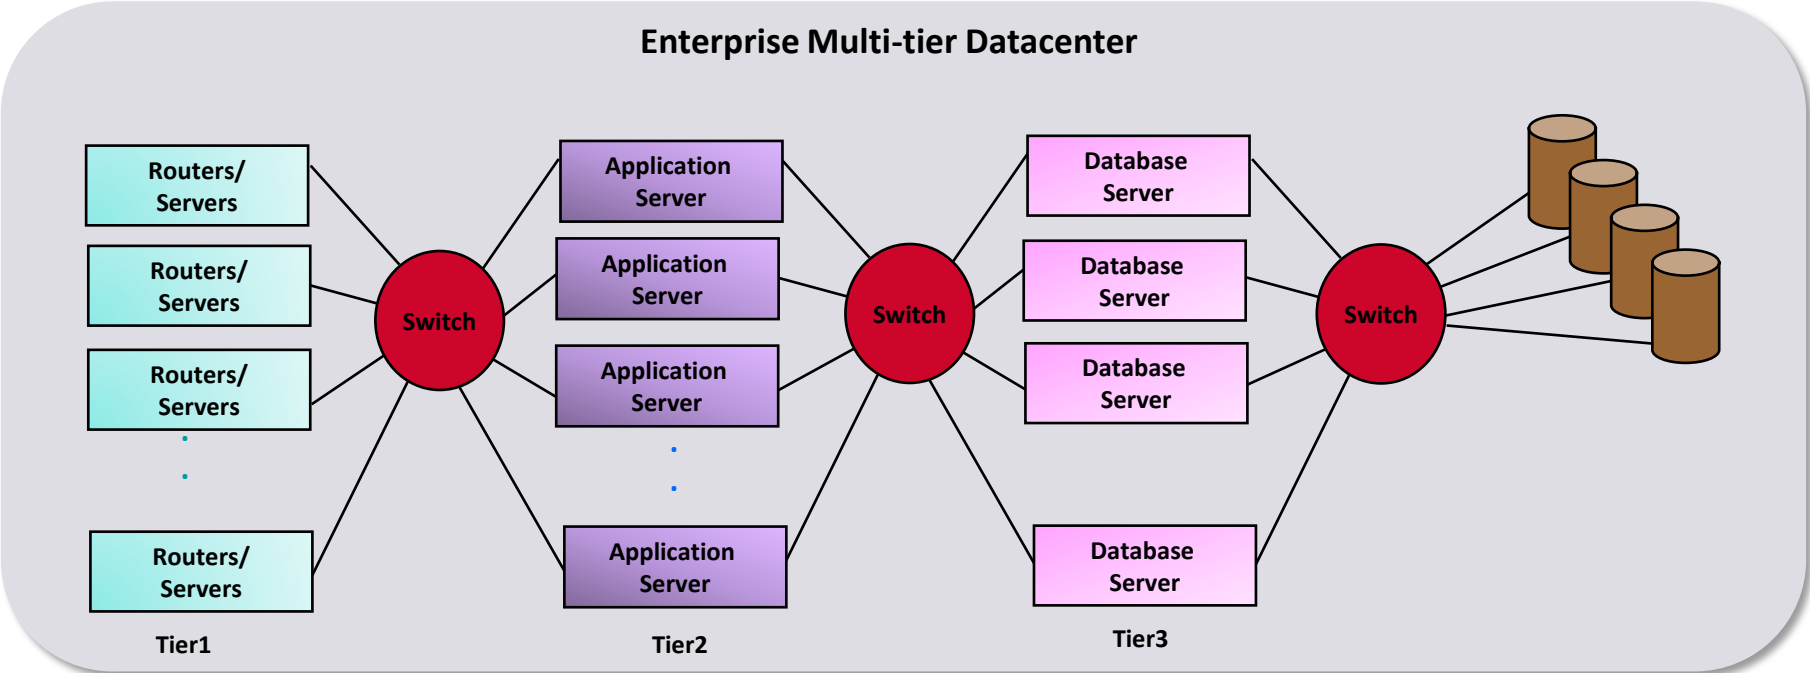 Enterprise Multi-tier Datacenter
Routers/
Servers
Routers/
Servers
Routers/
Servers
.
.
Routers/
Servers
Tier1
Switch
Application
Server
Application
Server
Application
Server
.
.
Application
Server
Tier2
Switch
Database
Server
Database
Server
Database
Server
Database
Server
Tier3
Switch